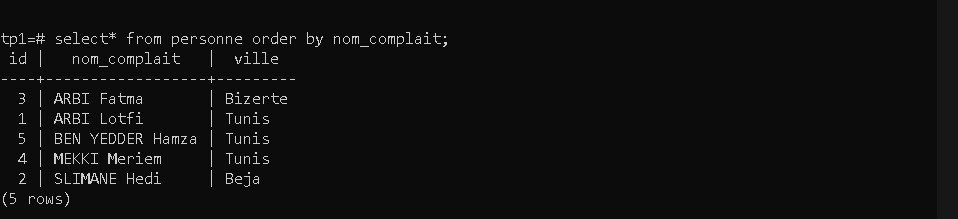 tp1=# select* from personne order by nom_complait;
 id |   nom_complait   |  ville
----+------------------+---------
  3 | ARBI Fatma       | Bizerte
  1 | ARBI Lotfi       | Tunis
  5 | BEN YEDDER Hamza | Tunis
  4 | MEKKI Meriem     | Tunis
  2 | SLIMANE Hedi     | Beja
(5 rows)